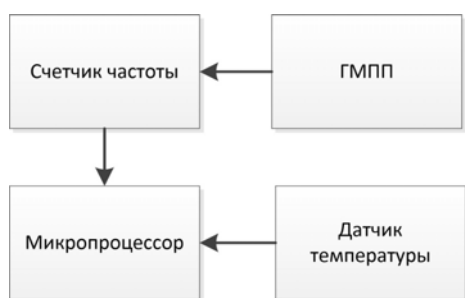 Счетчик частоты
ГМПП
Микропроцессор
Датчик
температуры